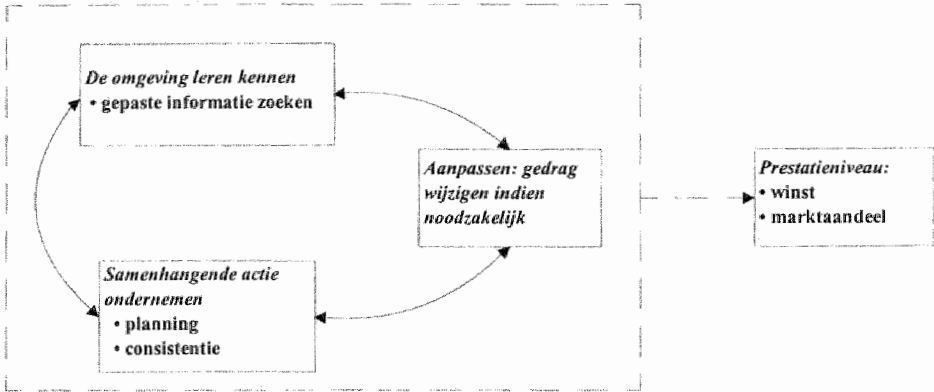 De omgeving leren kennen
• gepaste informatie zoeken
Aanpassen: gedrag
wijzigen indien
noodzakelijk
Prestatieniveau:
• winst
• marktaandeel
Samenhangende actie
ondernemen
• planning
• consistentie